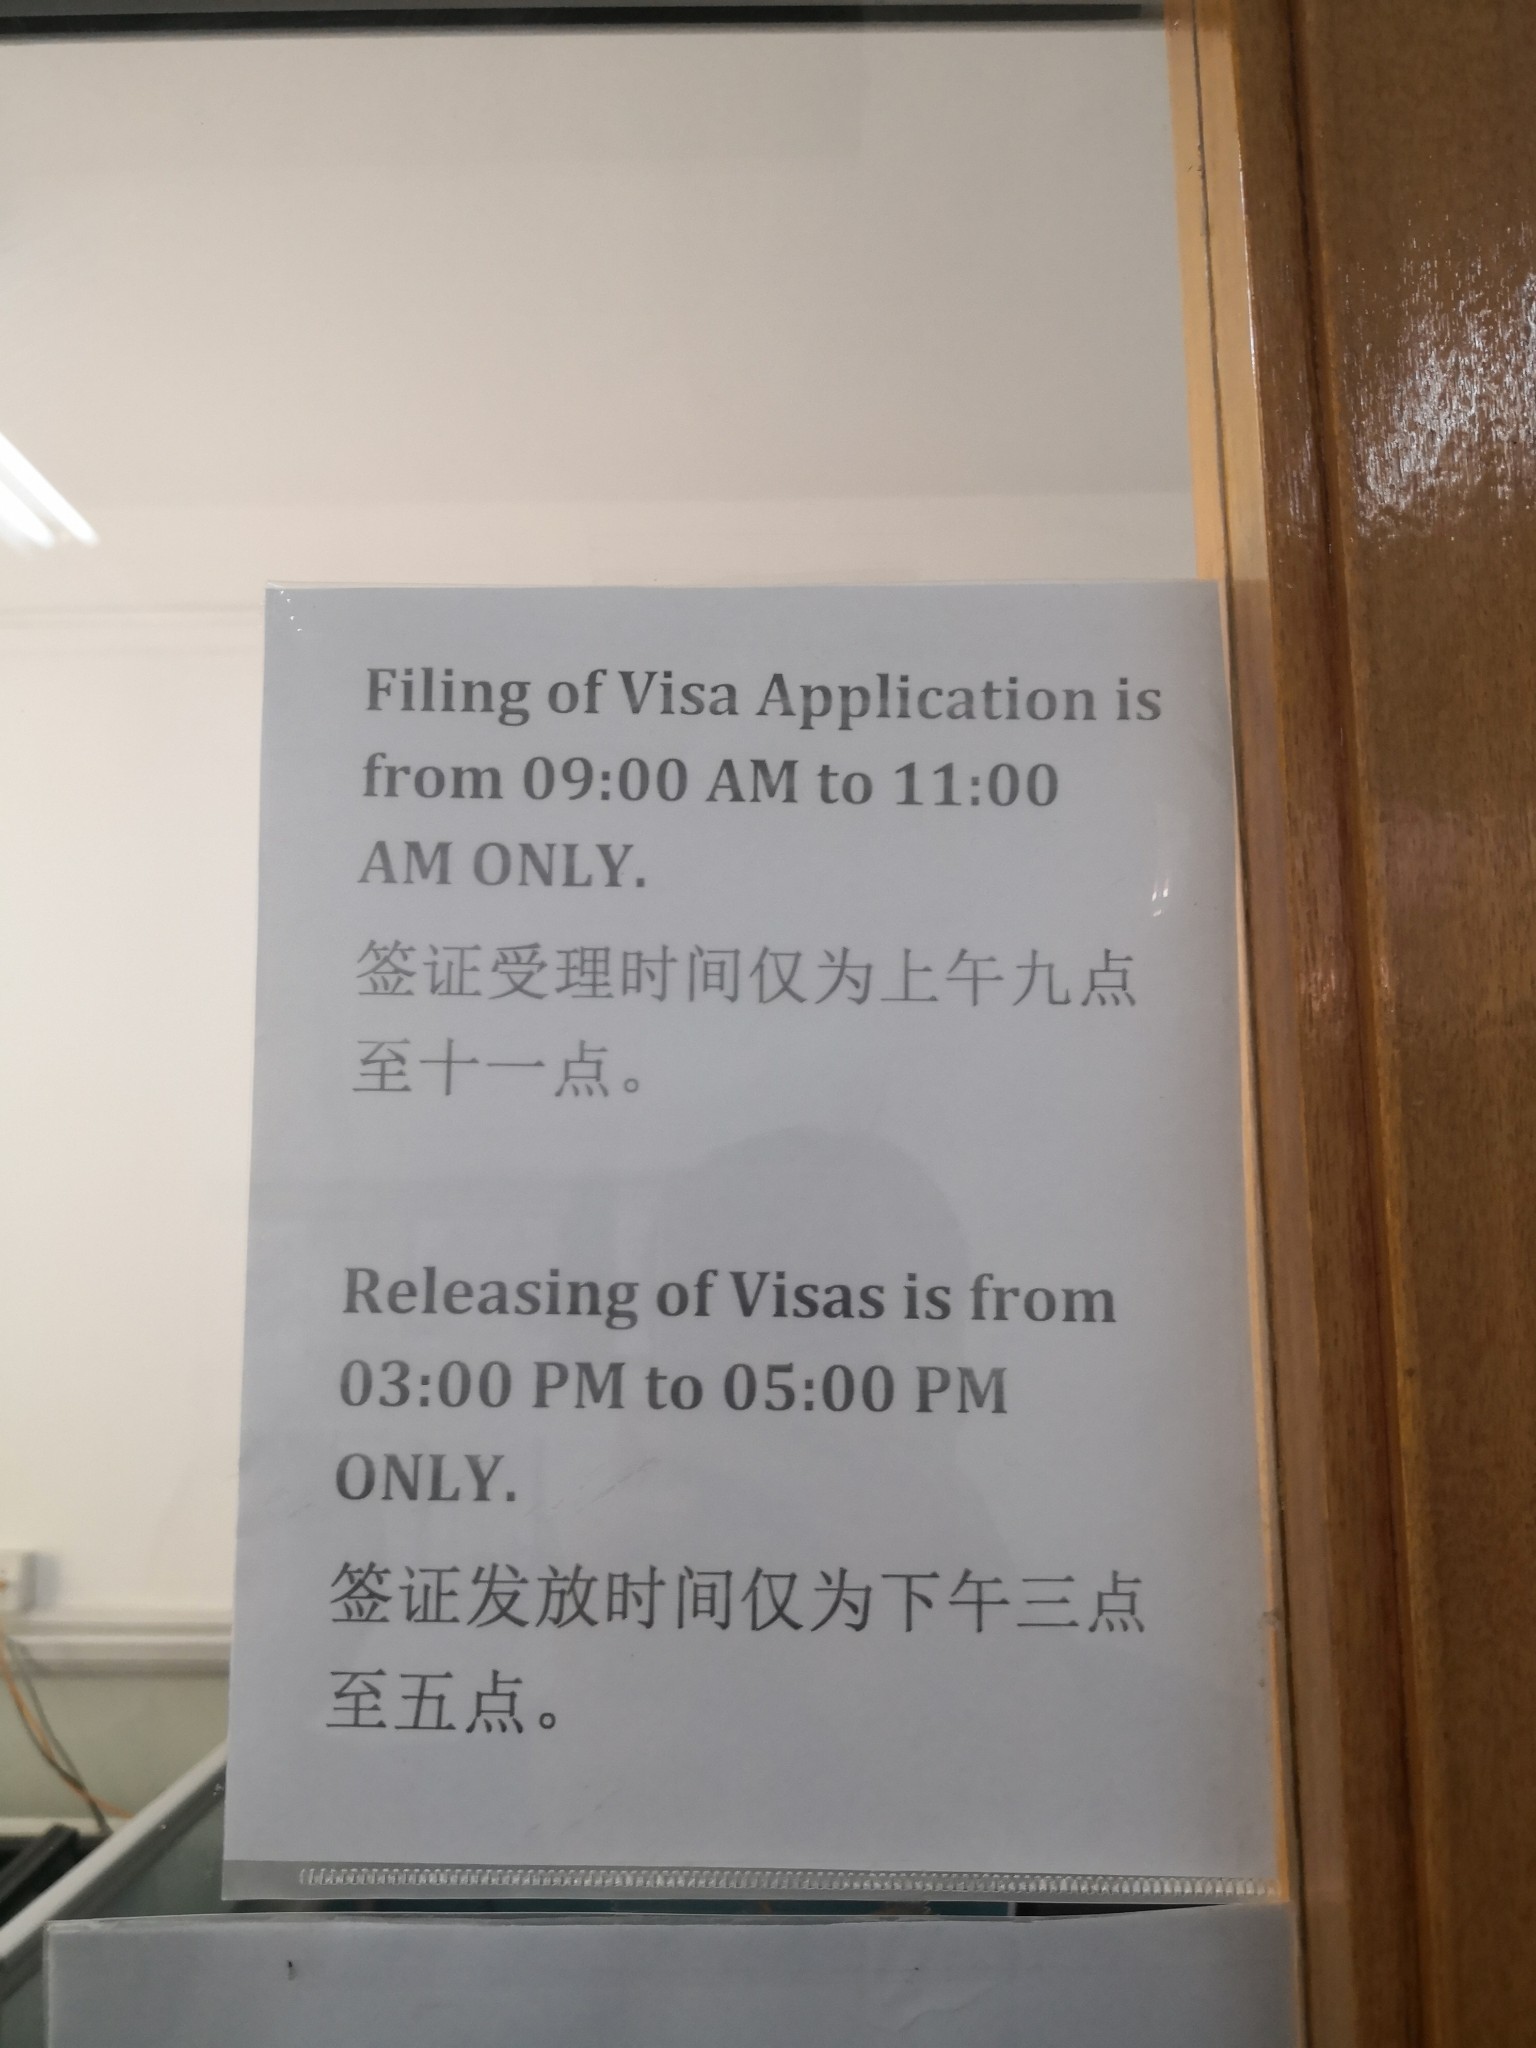 Filing of Visa Application is
from 09:00 AM to 11:00
AM ONLY.
签证受理时间仅为上午九点
至十一点。
Releasing of Visas is from
03:00 PM to 05:00 PM
ONLY.
签证发放时间仅为下午三点
至五点。